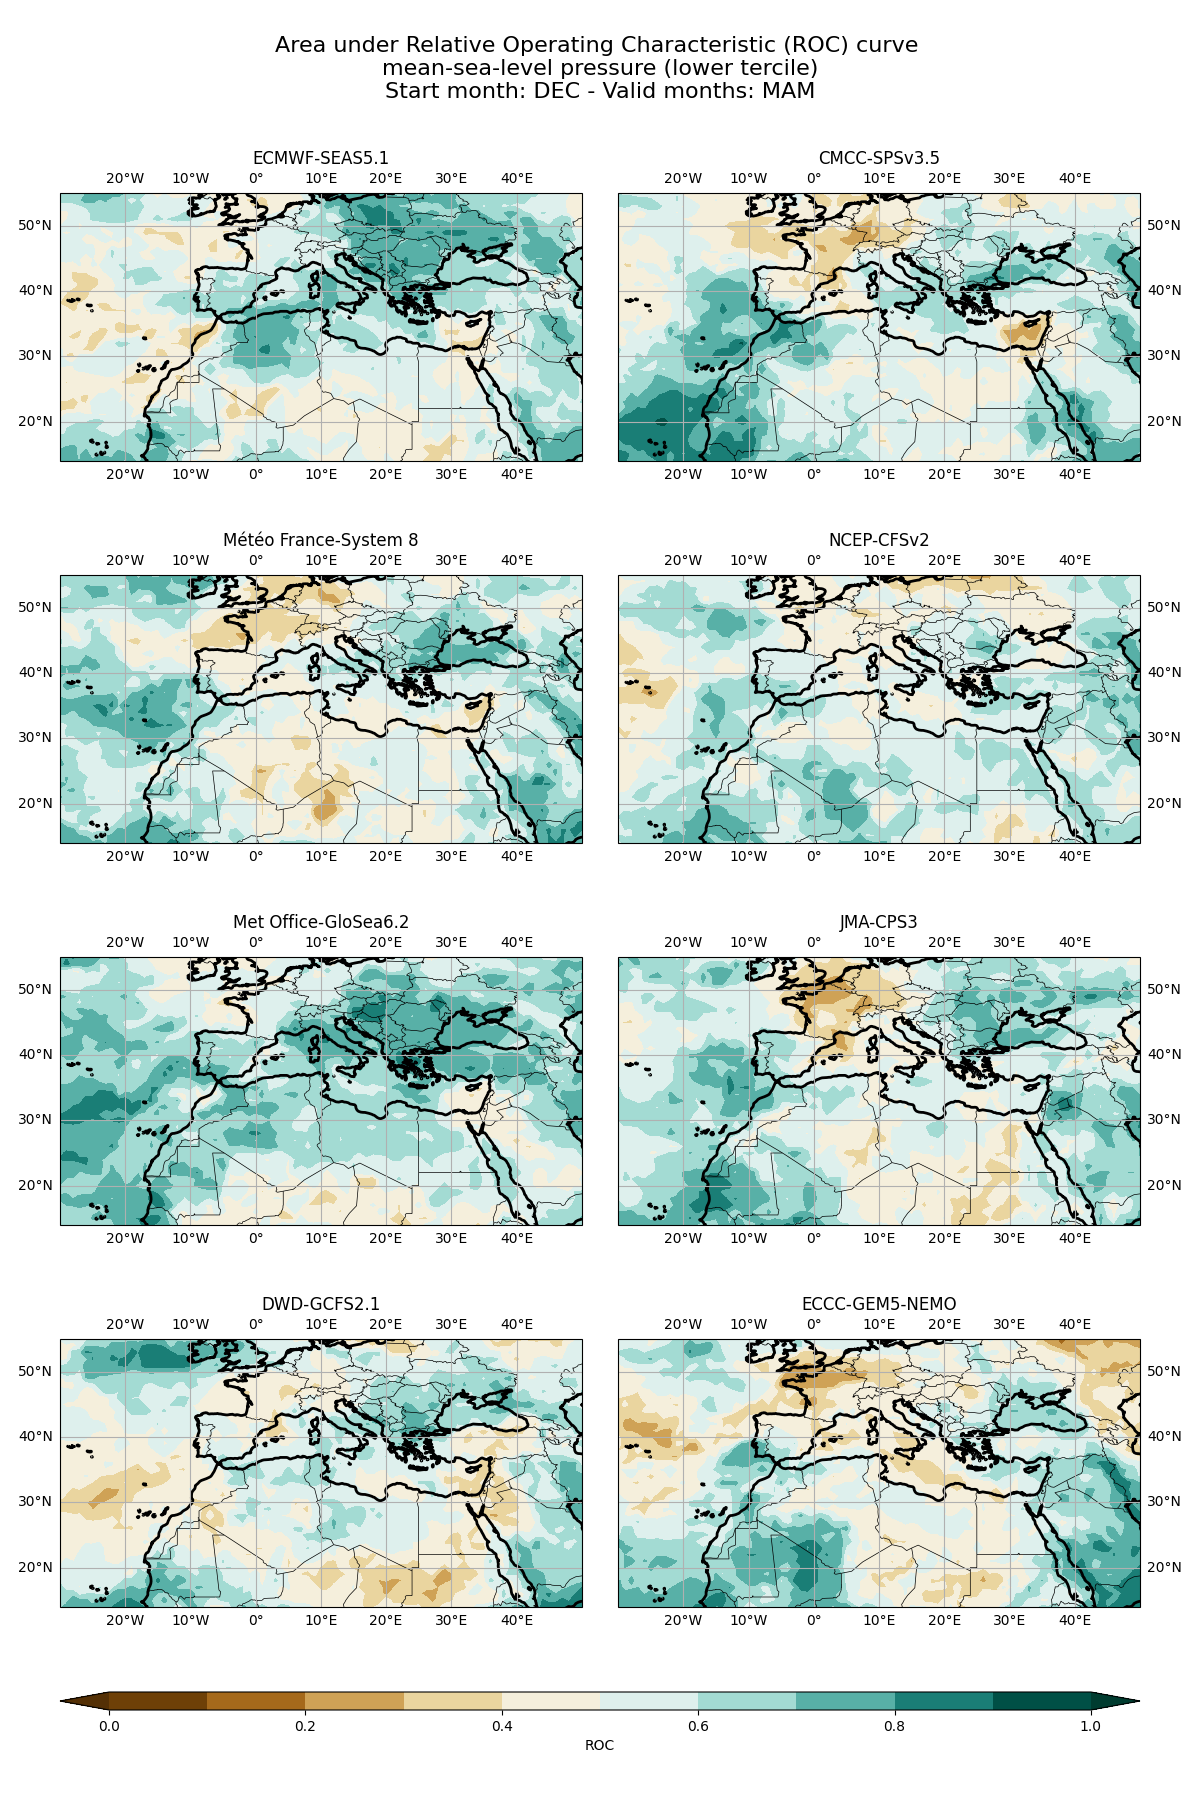 Area under Relative Operating Characteristic (ROC) curve
mean-sea-level pressure (lower tercile)
Start month: DEC - Valid months: MAM
ECMWF-SEAS5.1
20°W 10°W 0° 10°E 20°E 30°E 40°E
50°N
40°N
30°N
20°N
20°W 10°W 0° 10°E 20°E 30°E 40°E
CMCC-SPSv3.5
20°W 10°W 0° 10°E 20°E 30°E 40°E
50°N
40°N
30°N
20°N
20°W 10°W 0° 10°E 20°E 30°E 40°E
Météo France-System 8
20°W 10°W 0° 10°E 20°E 30°E 40°E
50°N
40°N
30°N
20°N
20°W 10°W 0° 10°E 20°E 30°E 40°E
NCEP-CFSv2
20°W 10°W 0° 10°E 20°E 30°E 40°E
50°N
40°N
30°N
20°N
20°W 10°W 0° 10°E 20°E 30°E 40°E
Met Office-GloSea6.2
20°W 10°W 0° 10°E 20°E 30°E 40°E
50°N
40°N
30°N
20°N
20°W 10°W 0° 10°E 20°E 30°E 40°E
JMA-CPS3
20°W 10°W 0° 10°E 20°E 30°E 40°E
50°N
40°N
30°N
20°N
20°W 10°W 0° 10°E 20°E 30°E 40°E
DWD-GCFS2.1
20°W 10°W 0° 10°E 20°E 30°E 40°E
50°N
40°N
30°N
20°N
20°W 10°W 0° 10°E 20°E 30°E 40°E
ECCC-GEM5-NEMO
20°W 10°W 0° 10°E 20°E 30°E 40°E
50°N
40°N
30°N
20°N
20°W 10°W 0° 10°E 20°E 30°E 40°E
0.0 0.2 0.4 0.6 0.8 1.0
ROC